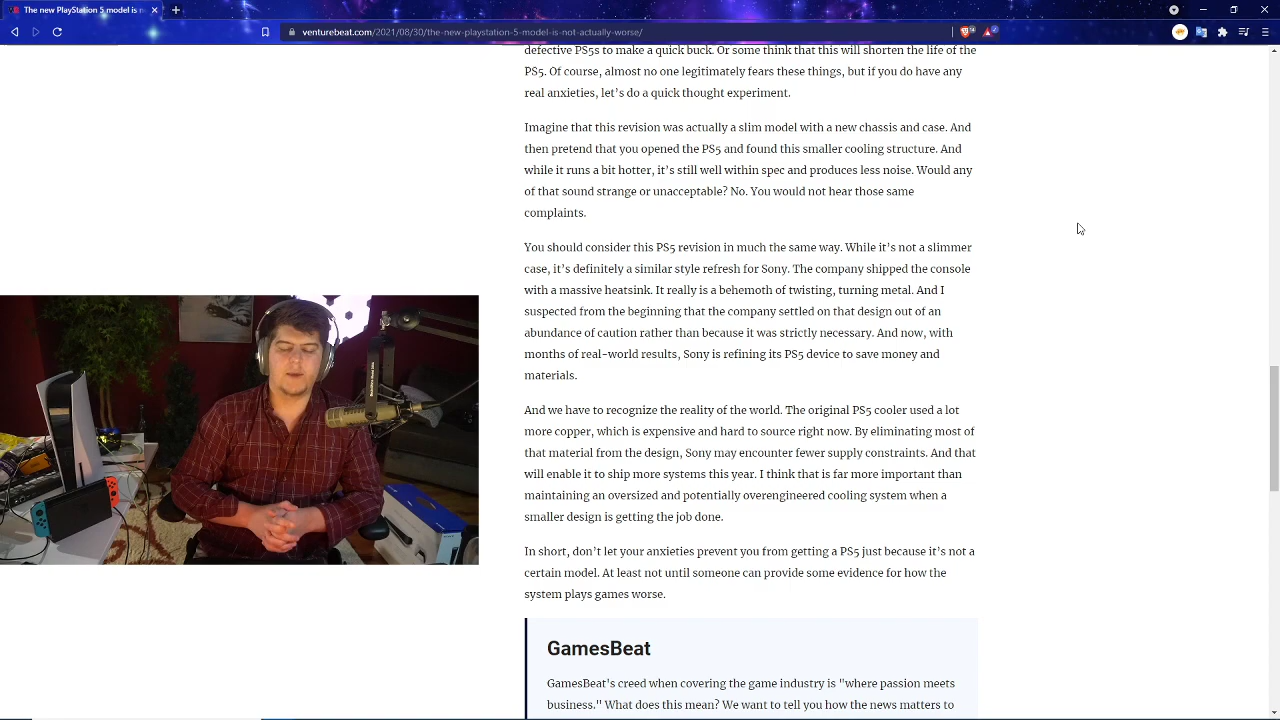 The new PlayStation 5 model is n
venturebeat.com/2021/08/30/the-new-playstation-5-model-is-not-actually-worse/
defective PS5s to make a quick buck. Or some think that this will shorten the life of the
PS5. Of course, almost no one legitimately fears these things, but if you do have any
real anxieties, let’s do a quick thought experiment.
Imagine that this revision was actually a slim model with a new chassis and case. And
then pretend that you opened the PS5 and found this smaller cooling structure. And
while it runs a bit hotter, it’s still well within spec and produces less noise. Would any
of that sound strange or unacceptable? No. You would not hear those same
complaints.
You should consider this PS5 revision in much the same way. While it’s not a slimmer
case, it’s definitely a similar style refresh for Sony. The company shipped the console
with a massive heatsink. It really is a behemoth of twisting, turning metal. And I
suspected from the beginning that the company settled on that design out of an
abundance of caution rather than because it was strictly necessary. And now, with
months of real-world results, Sony is refining its PS5 device to save money and
materials.
And we have to recognize the reality of the world. The original PS5 cooler used a lot
more copper, which is expensive and hard to source right now. By eliminating most of
that material from the design, Sony may encounter fewer supply constraints. And that
will enable it to ship more systems this year. I think that is far more important than
maintaining an oversized and potentially overengineered cooling system when a
smaller design is getting the job done.
In short, don’t let your anxieties prevent you from getting a PS5 just because it’s not a
certain model. At least not until someone can provide some evidence for how the
system plays games worse.
GamesBeat
GamesBeat's creed when covering the game industry is "where passion meets
business." What does this mean? We want to tell you how the news matters to